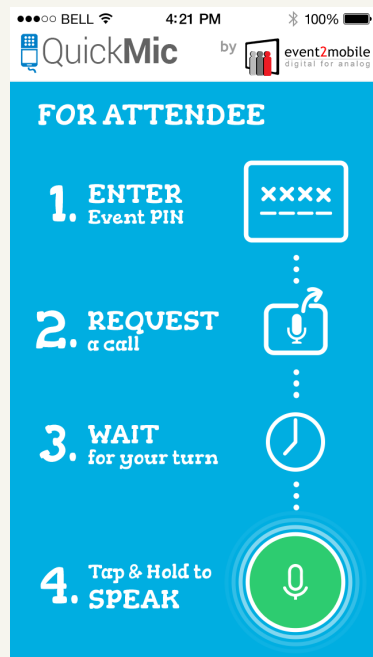 ●●●○○ BELL 4:21 PM 100%
QuickMic by event2mobile
digital for analog
FOR ATTENDEE
1. ENTER
Event PIN
xxxx
2. REQUEST
a call
3. WAIT
for your turn
4. Tap & Hold to
SPEAK